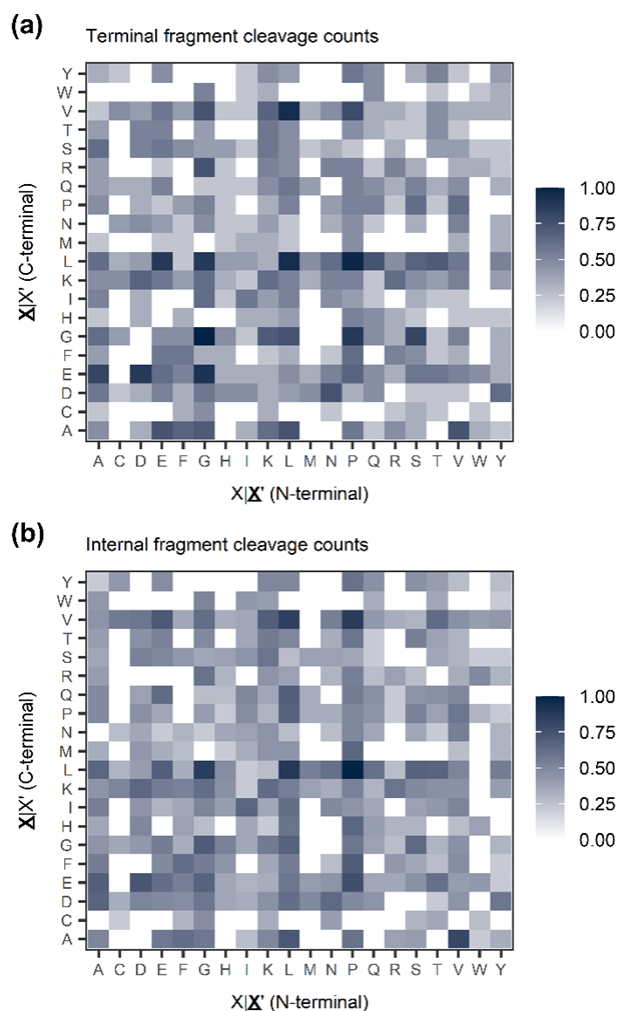 (a)
Terminal fragment cleavage counts
Y
W
V
T
S
R
Q
P
N
M
L
K
I
H
G
F
E
D
C
A
X|X' (C-terminal)
A C D E F G H I K L M N P Q R S T V W Y
X|X' (N-terminal)
1.00
0.75
0.50
0.25
0.00
(b)
Internal fragment cleavage counts
Y
W
V
T
S
R
Q
P
N
M
L
K
I
H
G
F
E
D
C
A
X|X' (C-terminal)
A C D E F G H I K L M N P Q R S T V W Y
X|X' (N-terminal)
1.00
0.75
0.50
0.25
0.00